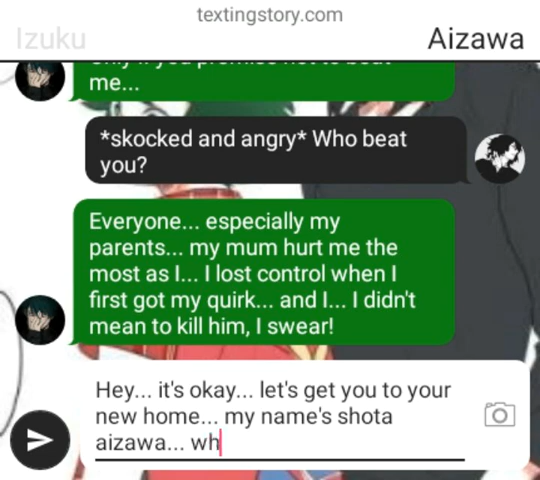 textingstory.com
Izuku
Aizawa
me...
*skocked and angry* Who beat
you?
Everyone... especially my
parents... my mum hurt me the
most as I... I lost control when I
first got my quirk... and I... I didn't
mean to kill him, I swear!
Hey... it's okay... let's get you to your
new home... my name's shota
aizawa... wh